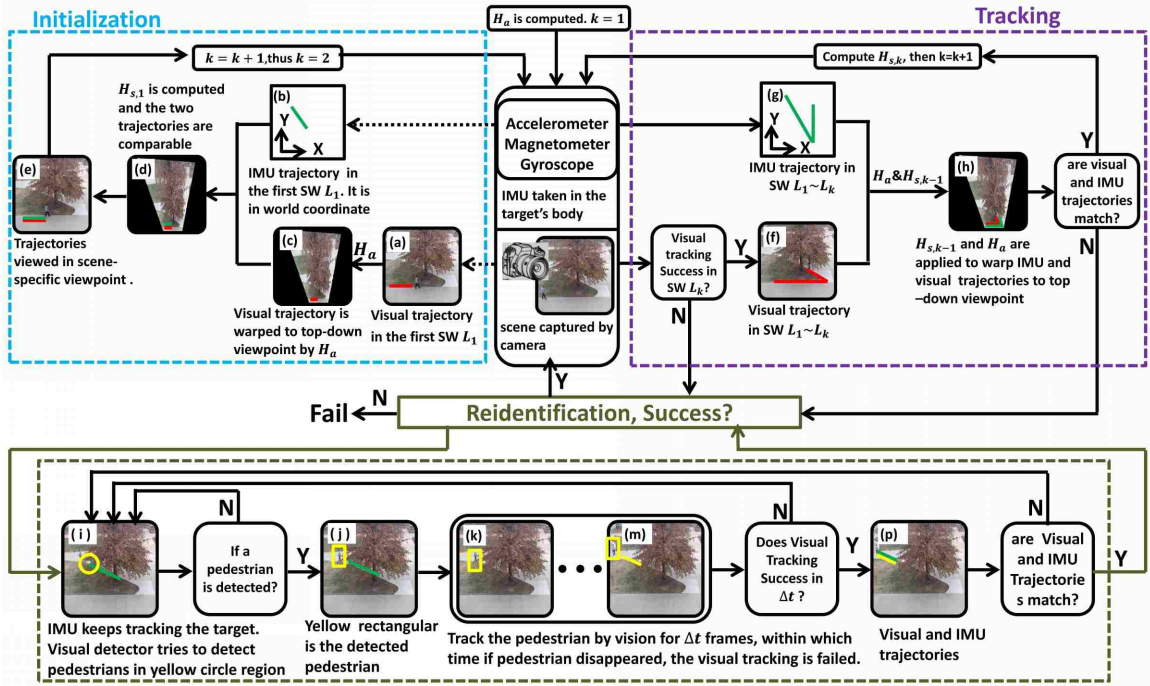 Initialization
H_a is computed. k = 1
Tracking
k = k + 1,thus k = 2
Compute H_{s,k}, then k=k+1
H_{s,1} is computed
and the two
trajectories are
comparable
(b)
Y
X
IMU trajectory in
the first SW L_1. It is
in world coordinate
(e)
(d)
Trajectories
viewed in scene-
specific viewpoint .
(c)
H_a
(a)
Visual trajectory is
warped to top-down
viewpoint by H_a
Visual trajectory
in the first SW L_1
Accelerometer
Magnetometer
Gyroscope
IMU taken in the
target's body
scene captured by
camera
(g)
Y
X
IMU trajectory in
SW L_1~L_k
H_a&H_{s,k-1}
(h)
Y
are visual
and IMU
trajectories
match?
N
Visual
tracking
Success in
SW L_k?
Y
N
(f)
Visual trajectory
in SW L_1~L_k
H_{s,k-1} and H_a are
applied to warp IMU and
visual trajectories to top
–down viewpoint
Y
Fail
N
Reidentification, Success?
(i)
N
If a
pedestrian
is detected?
Y
(j)
(k)
(m)
N
Does Visual
Tracking
Success in
Δt ?
Y
(p)
N
are Visual
and IMU
Trajectorie
s match?
Y
IMU keeps tracking the target.
Visual detector tries to detect
pedestrians in yellow circle region
Yellow rectangular
is the detected
pedestrian
Track the pedestrian by vision for Δt frames, within which
time if pedestrian disappeared, the visual tracking is failed.
Visual and IMU
trajectories